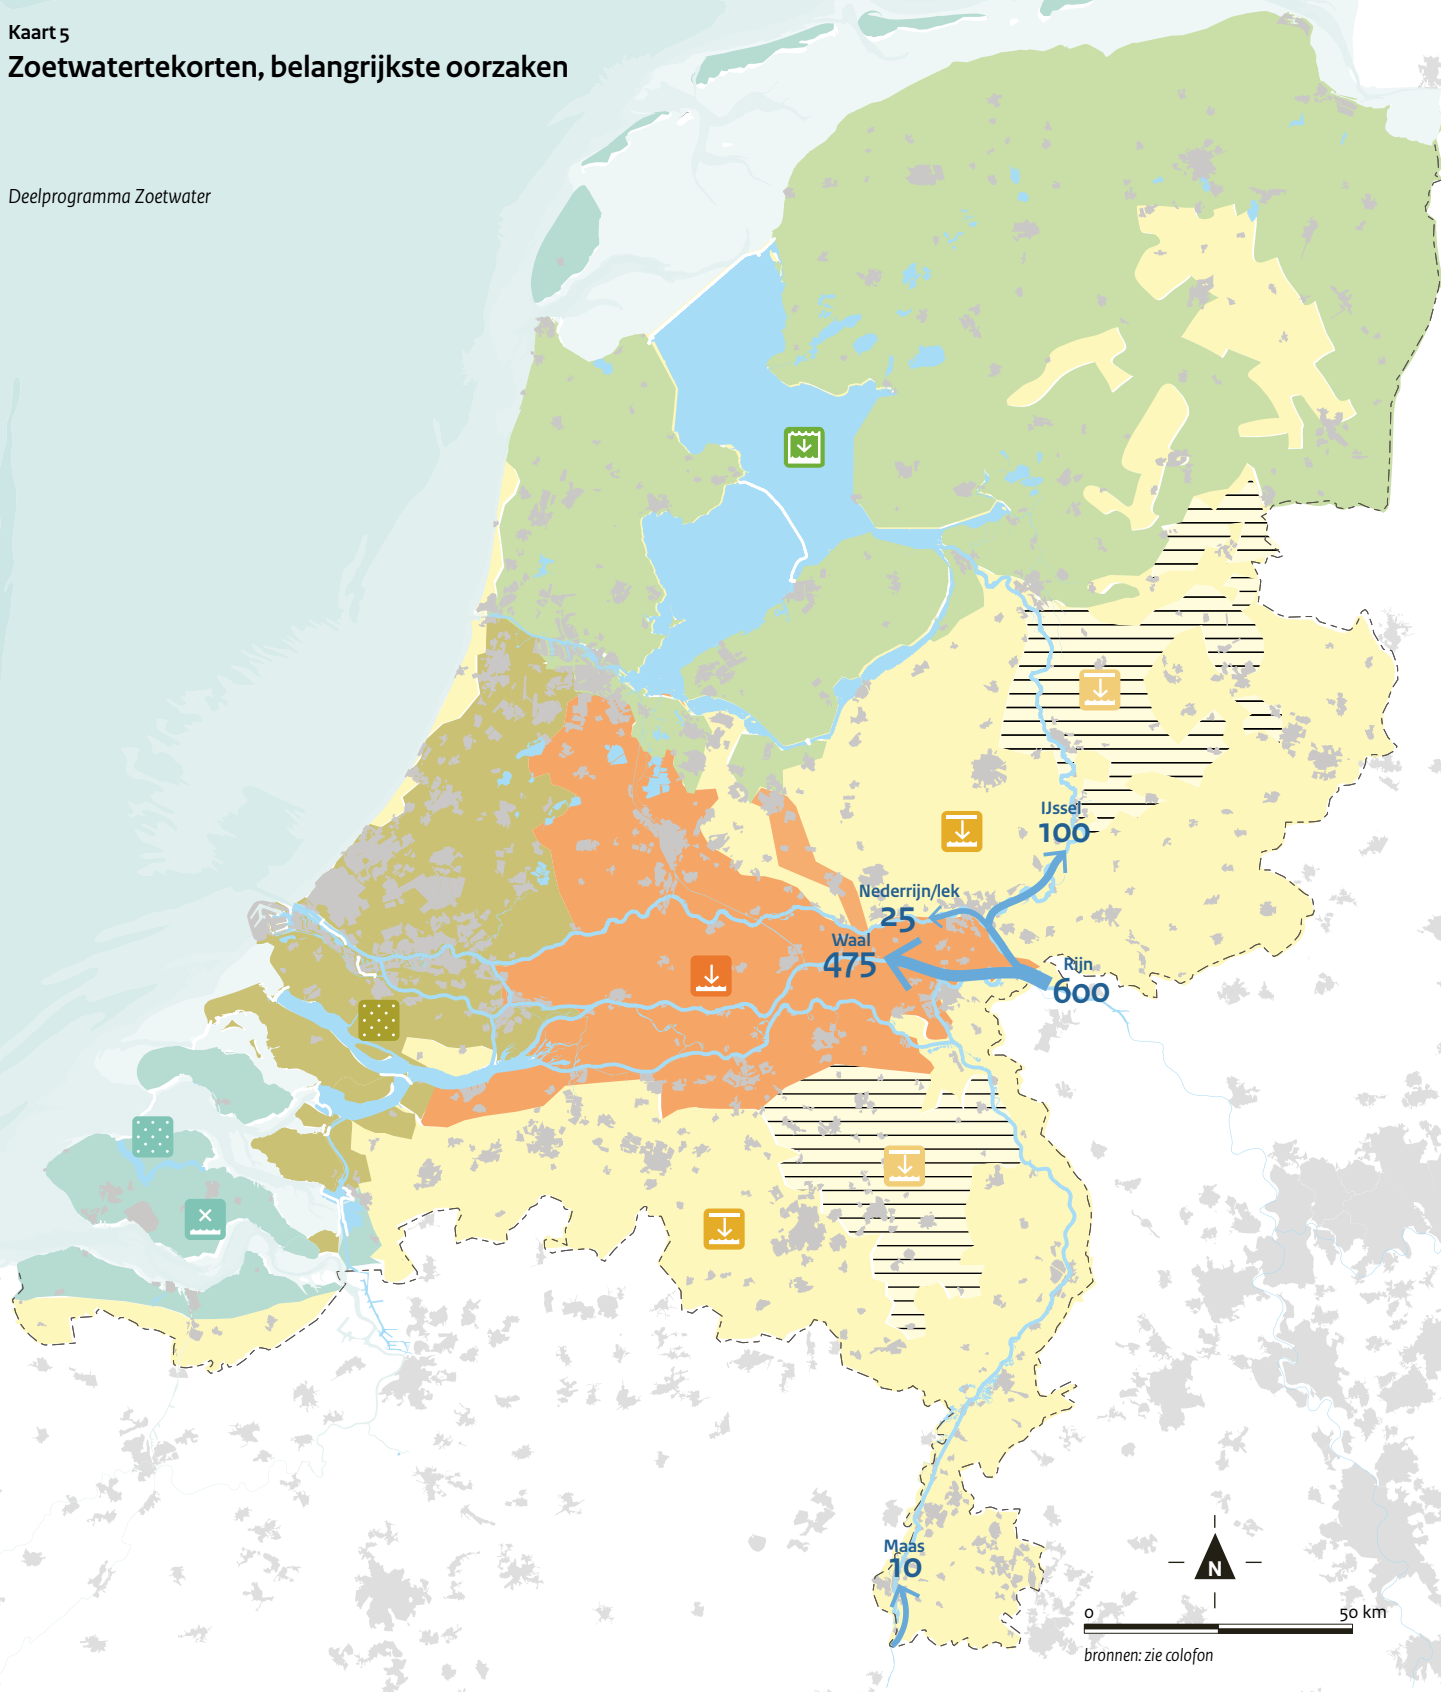 Kaart 5
Zoetwatertekorten, belangrijkste oorzaken
Deelprogramma Zoetwater
IJssel
100
Nederrijn/lek
25
Waal
475
Rijn
600
Maas
10
N
0 50 km
bronnen: zie colofon